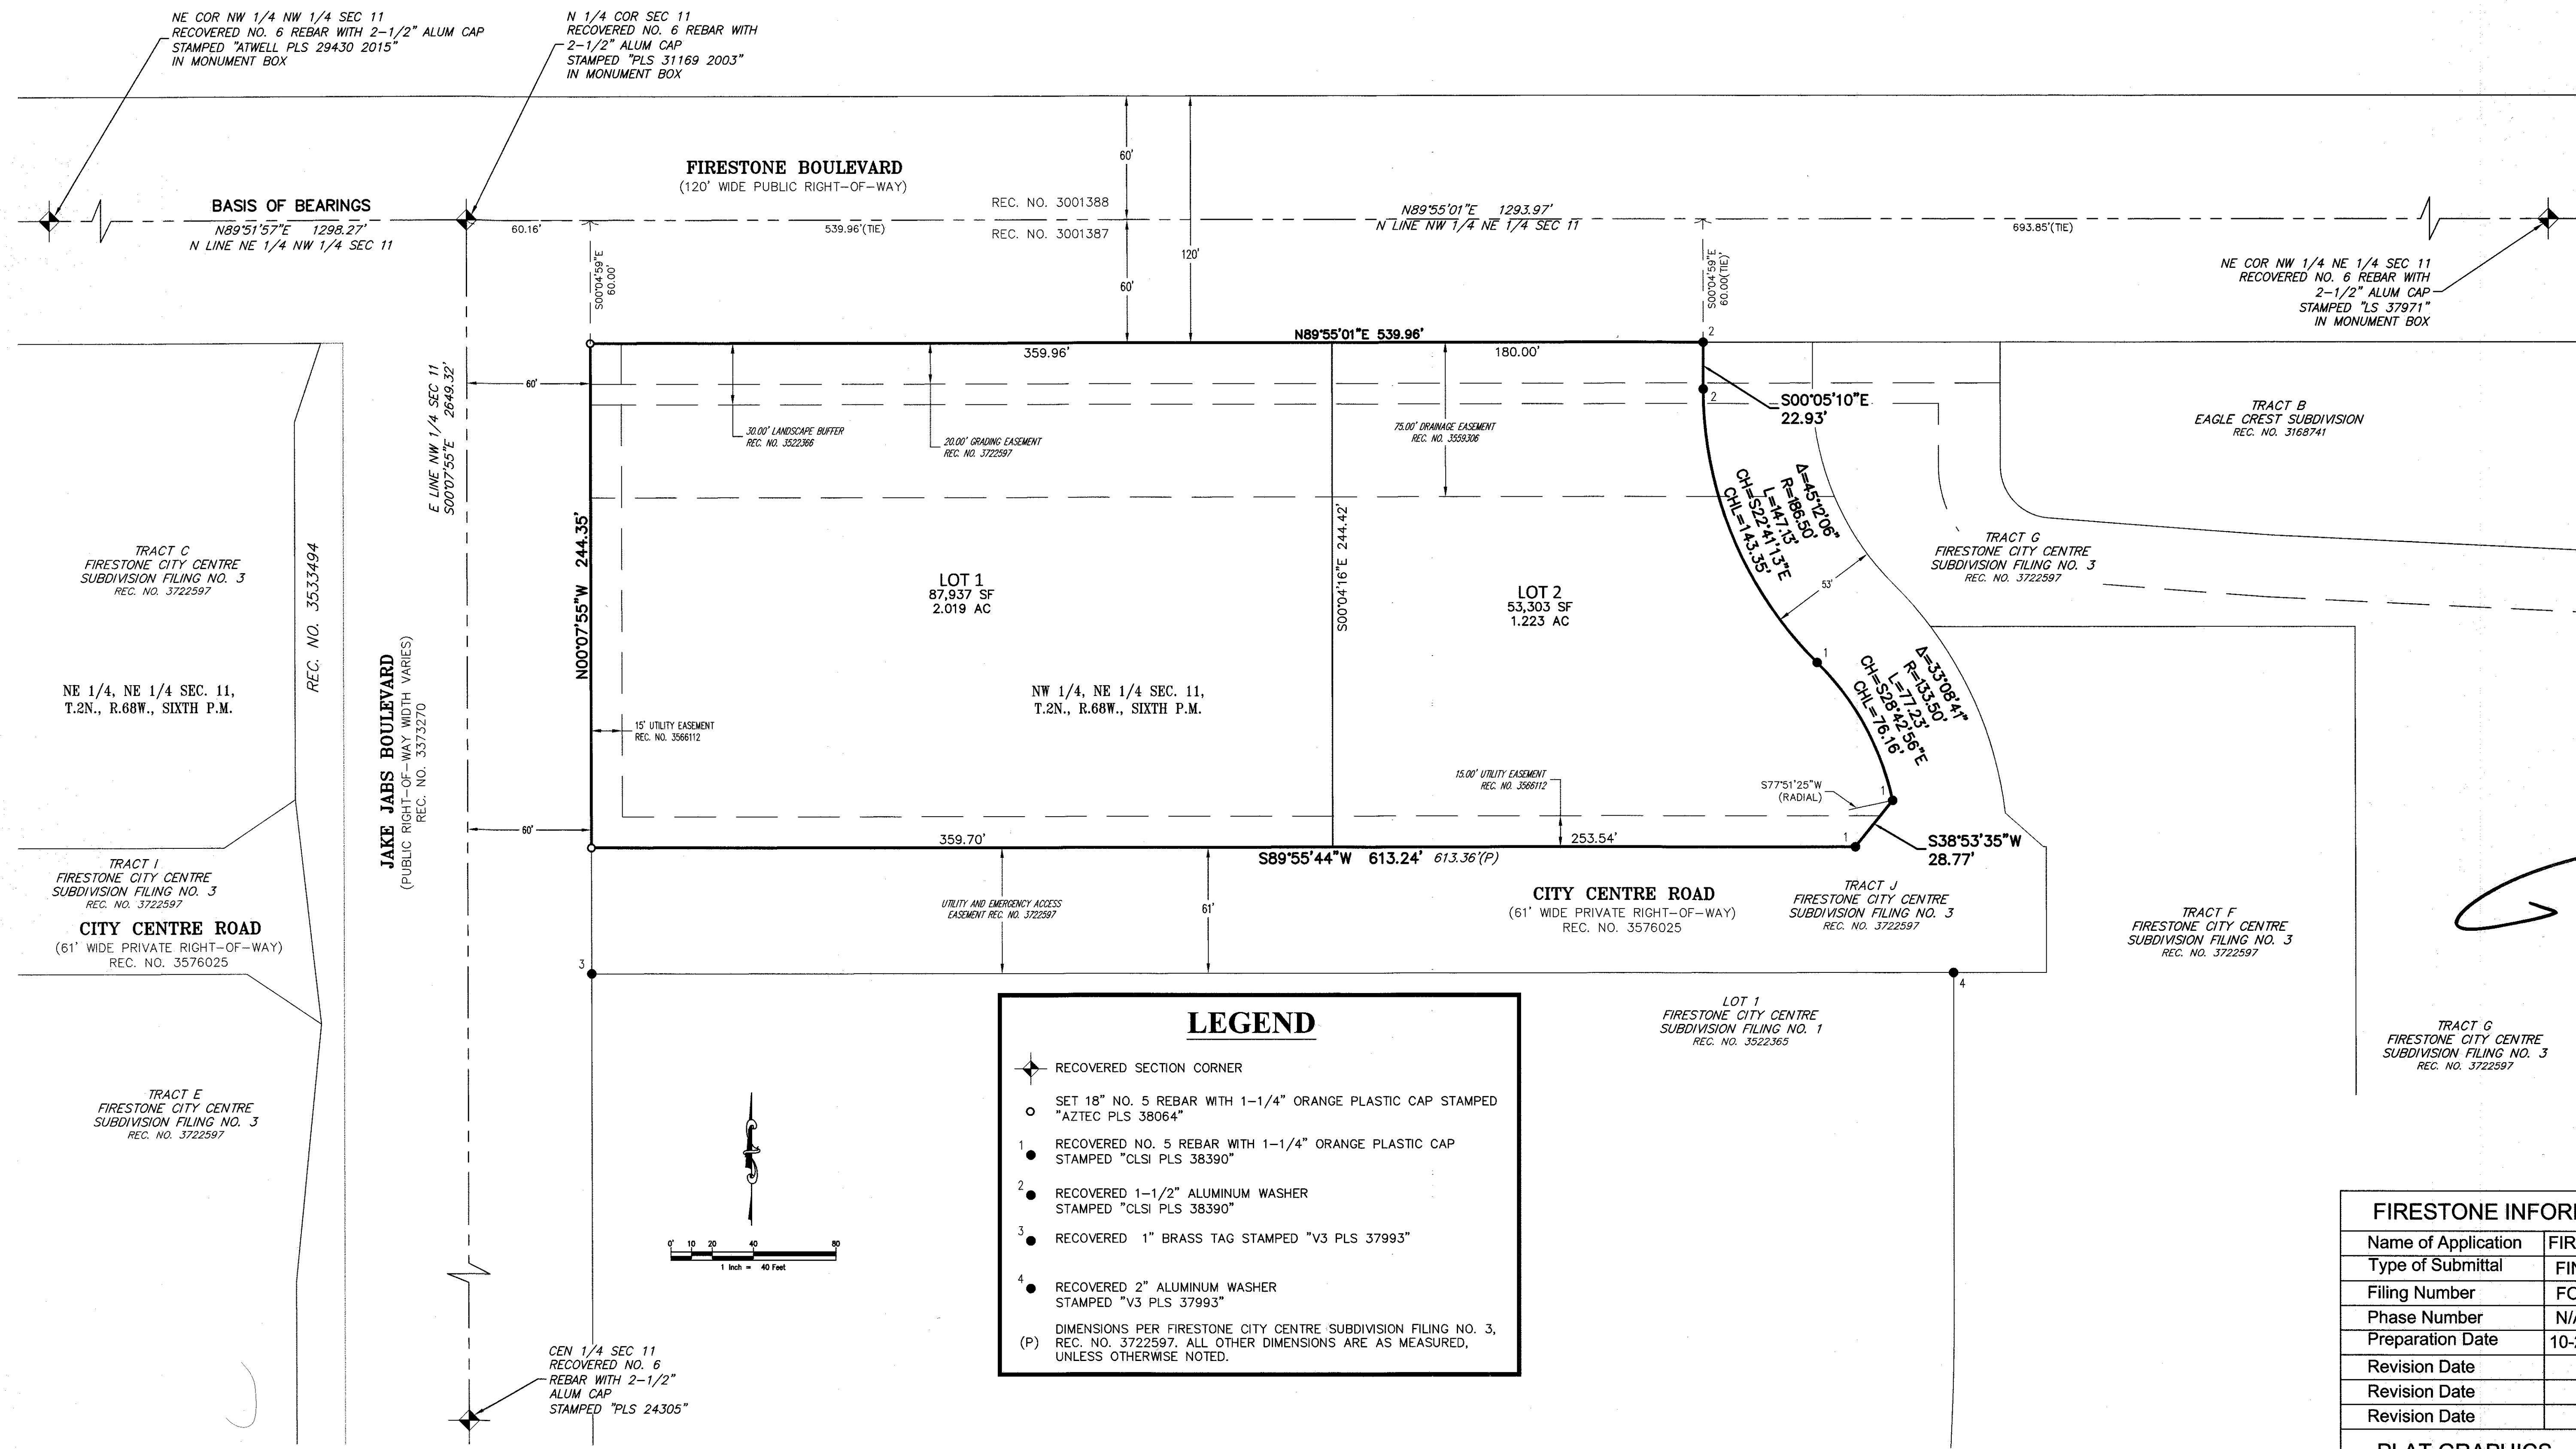 NE COR NW 1/4 NW 1/4 SEC 11
RECOVERED NO. 6 REBAR WITH 2-1/2" ALUM CAP
STAMPED "ATWELL PLS 29430 2015"
IN MONUMENT BOX
N 1/4 COR SEC 11
RECOVERED NO. 6 REBAR WITH
2-1/2" ALUM CAP
STAMPED "PLS 31169 2003"
IN MONUMENT BOX
FIRESTONE BOULEVARD
(120' WIDE PUBLIC RIGHT-OF-WAY)
60'
REC. NO. 3001388
REC. NO. 3001387
BASIS OF BEARINGS
N89°51'57"E 1298.27'
N LINE NE 1/4 NW 1/4 SEC 11
60.16'
539.96'(TIE)
N89°55'01"E 1293.97'
N LINE NW 1/4 NE 1/4 SEC 11
693.85'(TIE)
120'
60'
S00°04'59"E
60.00'
S00°04'59"E
60.00(TIE)'
NE COR NW 1/4 NE 1/4 SEC 11
RECOVERED NO. 6 REBAR WITH
2-1/2" ALUM CAP
STAMPED "LS 37971"
IN MONUMENT BOX
N89°55'01"E 539.96'
359.96'
180.00'
2
2
S00°05'10"E
22.93'
60'
E LINE NW 1/4 SEC 11
S00°07'55"E 2649.32'
30.00' LANDSCAPE BUFFER
REC. NO. 3522366
20.00' GRADING EASEMENT
REC. NO. 3722597
75.00' DRAINAGE EASEMENT
REC. NO. 3559306
TRACT B
EAGLE CREST SUBDIVISION
REC. NO. 3168741
Δ=45°12'06"
R=186.50'
L=147.13'
CH=S22°41'13"E
CHL=143.35'
N00°07'55"W 244.35'
S00°04'16"E 244.42'
TRACT C
FIRESTONE CITY CENTRE
SUBDIVISION FILING NO. 3
REC. NO. 3722597
REC. NO. 3533494
LOT 1
87,937 SF
2.019 AC
LOT 2
53,303 SF
1.223 AC
53'
TRACT G
FIRESTONE CITY CENTRE
SUBDIVISION FILING NO. 3
REC. NO. 3722597
NE 1/4, NE 1/4 SEC. 11,
T.2N., R.68W., SIXTH P.M.
JAKE JABS BOULEVARD
(PUBLIC RIGHT-OF-WAY WIDTH VARIES)
REC. NO. 3373270
NW 1/4, NE 1/4 SEC. 11,
T.2N., R.68W., SIXTH P.M.
1
Δ=33°08'41"
R=133.50'
L=77.23'
CH=S28°42'56"E
CHL=76.16'
15' UTILITY EASEMENT
REC. NO. 3566112
15.00' UTILITY EASEMENT
REC. NO. 3566112
S77°51'25"W
(RADIAL)
1
60'
359.70'
253.54'
1
S38°53'35"W
28.77'
S89°55'44"W 613.24' 613.36'(P)
TRACT I
FIRESTONE CITY CENTRE
SUBDIVISION FILING NO. 3
REC. NO. 3722597
CITY CENTRE ROAD
(61' WIDE PRIVATE RIGHT-OF-WAY)
REC. NO. 3576025
UTILITY AND EMERGENCY ACCESS
EASEMENT REC. NO. 3722597
61'
CITY CENTRE ROAD
(61' WIDE PRIVATE RIGHT-OF-WAY)
REC. NO. 3576025
TRACT J
FIRESTONE CITY CENTRE
SUBDIVISION FILING NO. 3
REC. NO. 3722597
TRACT F
FIRESTONE CITY CENTRE
SUBDIVISION FILING NO. 3
REC. NO. 3722597
3
4
LOT 1
FIRESTONE CITY CENTRE
SUBDIVISION FILING NO. 1
REC. NO. 3522365
TRACT G
FIRESTONE CITY CENTRE
SUBDIVISION FILING NO. 3
REC. NO. 3722597
TRACT E
FIRESTONE CITY CENTRE
SUBDIVISION FILING NO. 3
REC. NO. 3722597
LEGEND
RECOVERED SECTION CORNER
SET 18" NO. 5 REBAR WITH 1-1/4" ORANGE PLASTIC CAP STAMPED
"AZTEC PLS 38064"
1 RECOVERED NO. 5 REBAR WITH 1-1/4" ORANGE PLASTIC CAP
STAMPED "CLSI PLS 38390"
2 RECOVERED 1-1/2" ALUMINUM WASHER
STAMPED "CLSI PLS 38390"
3 RECOVERED 1" BRASS TAG STAMPED "V3 PLS 37993"
4 RECOVERED 2" ALUMINUM WASHER
STAMPED "V3 PLS 37993"
(P) DIMENSIONS PER FIRESTONE CITY CENTRE SUBDIVISION FILING NO. 3,
REC. NO. 3722597. ALL OTHER DIMENSIONS ARE AS MEASURED,
UNLESS OTHERWISE NOTED.
0' 10 20 40 80
1 Inch = 40 Feet
CEN 1/4 SEC 11
RECOVERED NO. 6
REBAR WITH 2-1/2"
ALUM CAP
STAMPED "PLS 24305"
FIRESTONE INFOR
Name of Application FIR
Type of Submittal FIN
Filing Number FC
Phase Number N/
Preparation Date 10-
Revision Date
Revision Date
Revision Date
PLAT GRAPHICS